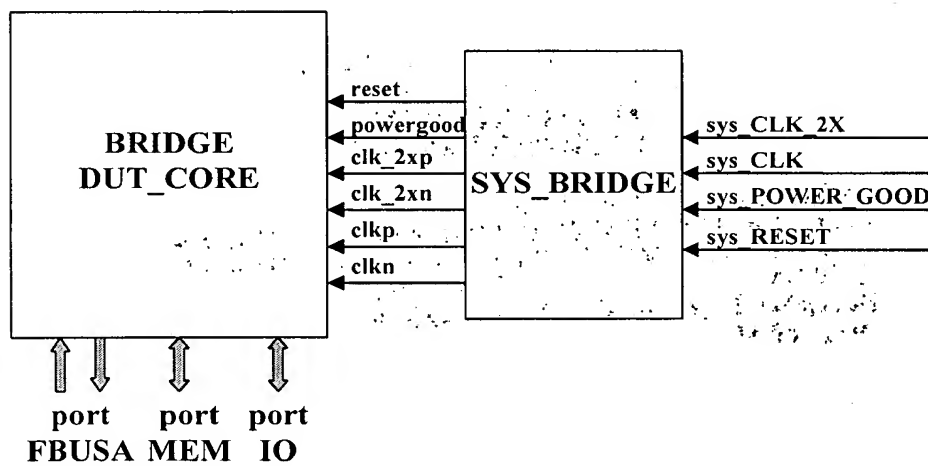 BRIDGE
DUT_CORE
reset
powergood
clk_2xp
clk_2xn
clkp
clkn
SYS_BRIDGE
sys_CLK_2X
sys_CLK
sys_POWER_GOOD
sys_RESET
port port port
FBUSA MEM IO